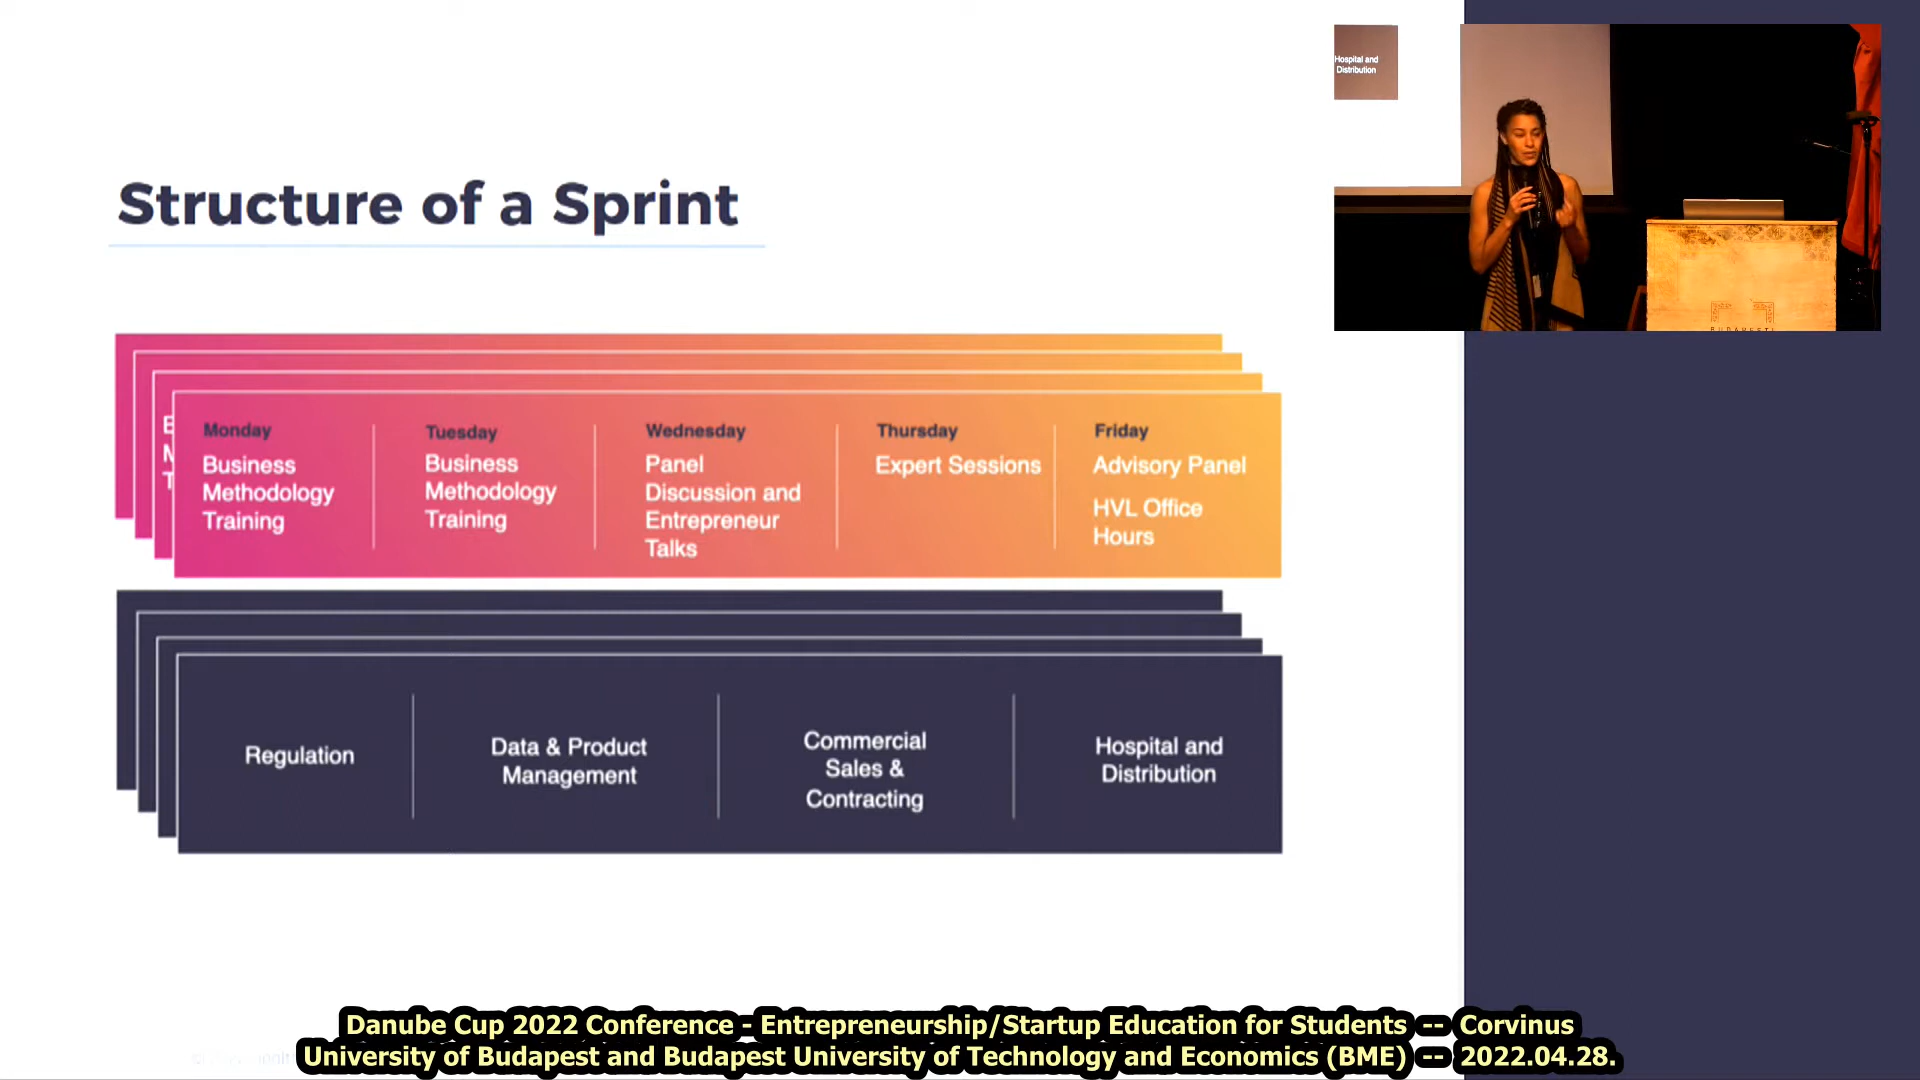 Hospital and
Distribution
Structure of a Sprint
Monday
Business
Methodology
Training
Tuesday
Business
Methodology
Training
Wednesday
Panel
Discussion and
Entrepreneur
Talks
Thursday
Expert Sessions
Friday
Advisory Panel
HVL Office
Hours
Regulation
Data & Product
Management
Commercial
Sales &
Contracting
Hospital and
Distribution
Danube Cup 2022 Conference - Entrepreneurship/Startup Education for Students -- Corvinus
University of Budapest and Budapest University of Technology and Economics (BME) -- 2022.04.28.